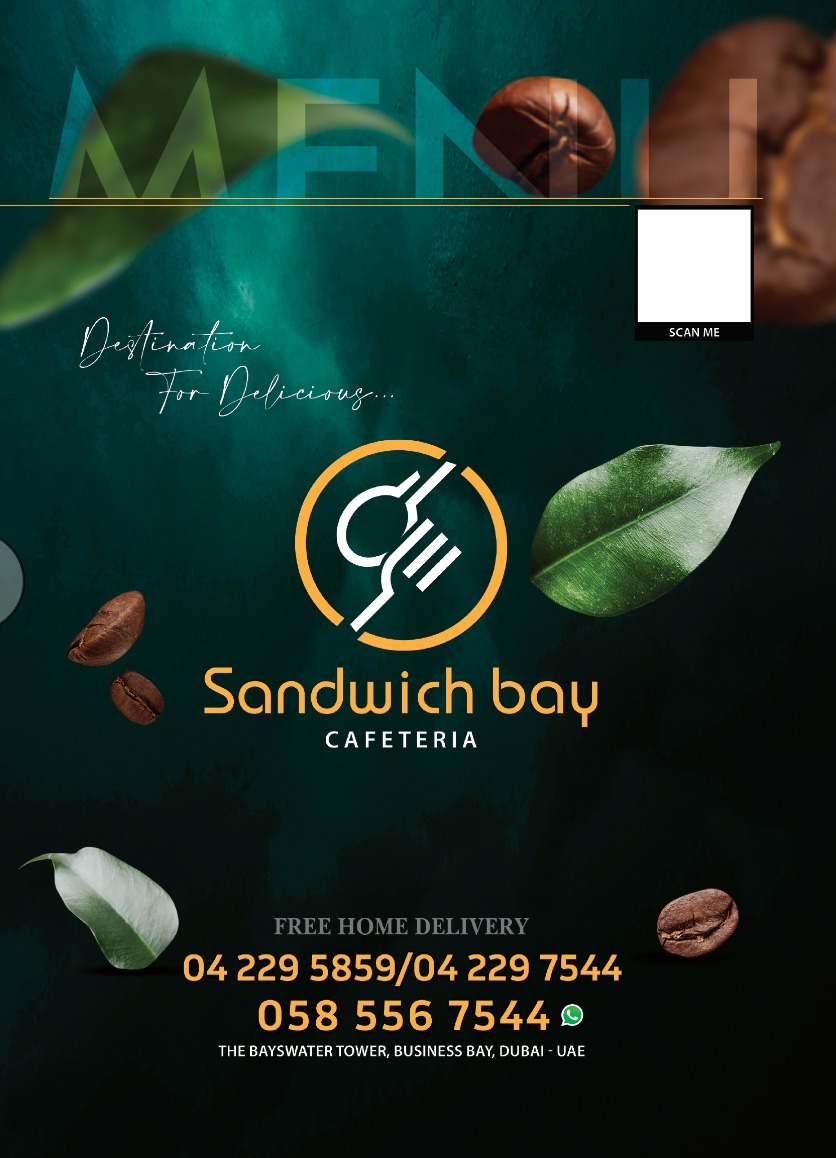 MENU
SCAN ME
Destination
For Delicious...
Sandwich bay
CAFETERIA
FREE HOME DELIVERY
04 229 5859/04 229 7544
058 556 7544
THE BAYSWATER TOWER, BUSINESS BAY, DUBAI - UAE